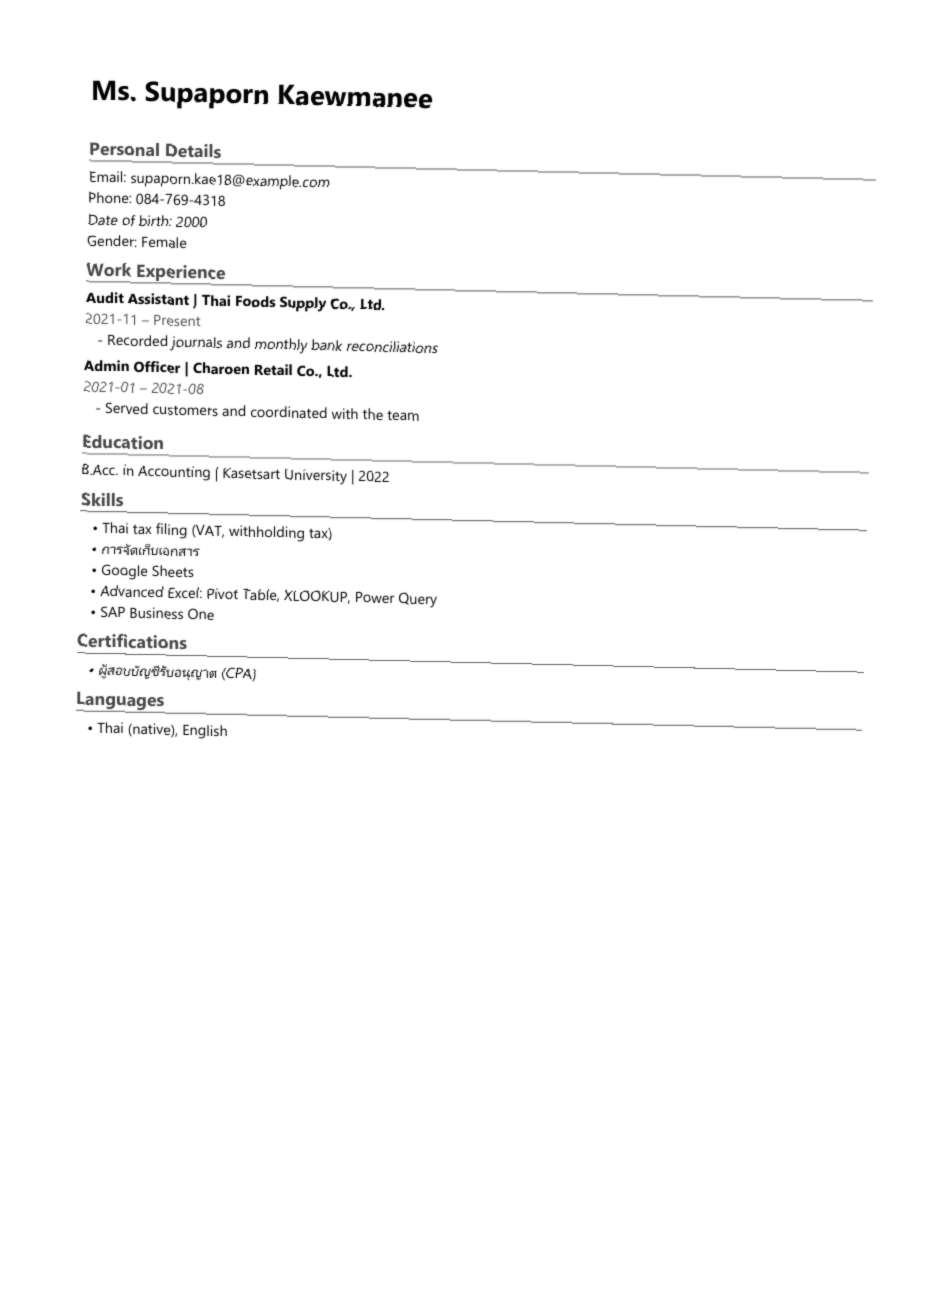 Ms. Supaporn Kaewmanee
Personal Details
Email: supaporn.kae18@example.com
Phone: 084-769-4318
Date of birth: 2000
Gender: Female
Work Experience
Audit Assistant | Thai Foods Supply Co., Ltd.
2021-11 – Present
- Recorded journals and monthly bank reconciliations
Admin Officer | Charoen Retail Co., Ltd.
2021-01 – 2021-08
- Served customers and coordinated with the team
Education
B.Acc. in Accounting | Kasetsart University | 2022
Skills
• Thai tax filing (VAT, withholding tax)
• การจัดเก็บเอกสาร
• Google Sheets
• Advanced Excel: Pivot Table, XLOOKUP, Power Query
• SAP Business One
Certifications
• ผู้สอบบัญชีรับอนุญาต (CPA)
Languages
• Thai (native), English